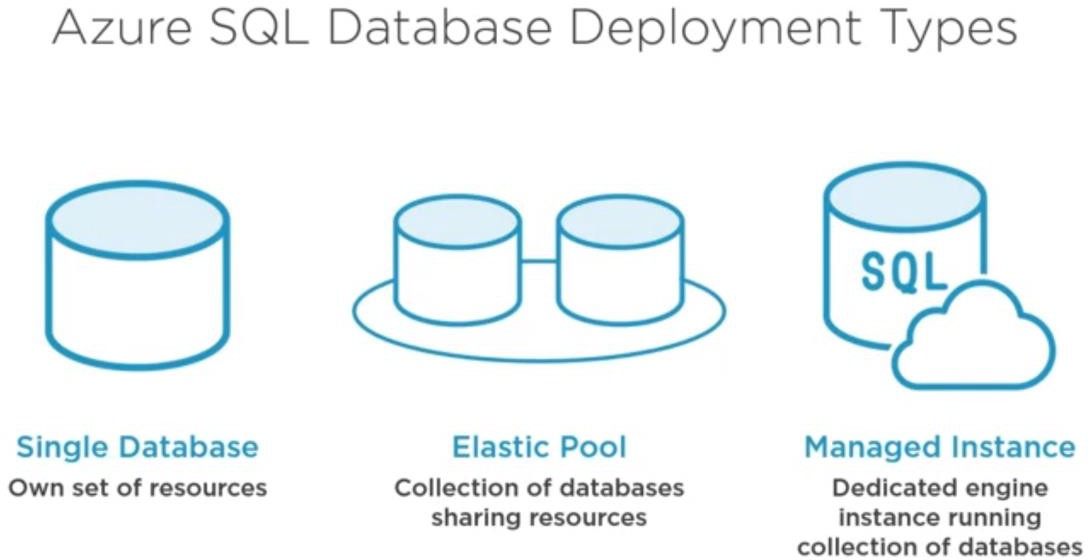 Azure SQL Database Deployment Types
SQL
Single Database
Own set of resources
Elastic Pool
Collection of databases
sharing resources
Managed Instance
Dedicated engine
instance running
collection of databases